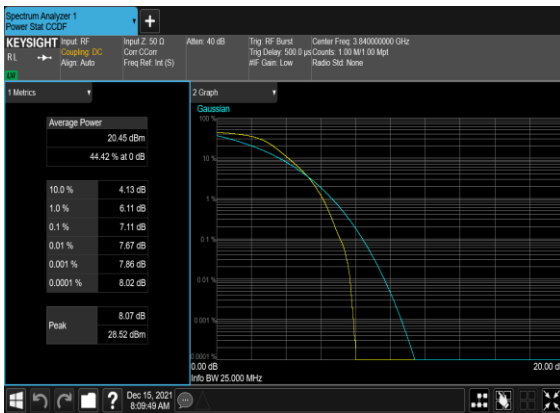 Spectrum Analyzer 1
Power Stat CCDF
+
KEYSIGHT
RL
LV
Input: RF
Coupling: DC
Align: Auto
Input Z: 50 Ω
Corr CCorr
Freq Ref: Int (S)
Atten: 40 dB
Trig: RF Burst
Trig Delay: 500.0 µs
#IF Gain: Low
Center Freq: 3.840000000 GHz
Counts: 1.00 M/1.00 Mpt
Radio Std: None
1 Metrics
Average Power
20.45 dBm
44.42 % at 0 dB
10.0 % 4.13 dB
1.0 % 6.11 dB
0.1 % 7.11 dB
0.01 % 7.67 dB
0.001 % 7.86 dB
0.0001 % 8.02 dB
Peak
8.07 dB
28.52 dBm
2 Graph
Gaussian
100 %
10 %
1 %
0.1 %
0.01 %
0.001 %
0.0001 %
0.00 dB
20.00 d
Info BW 25.000 MHz
?
Dec 15, 2021
8:09:49 AM